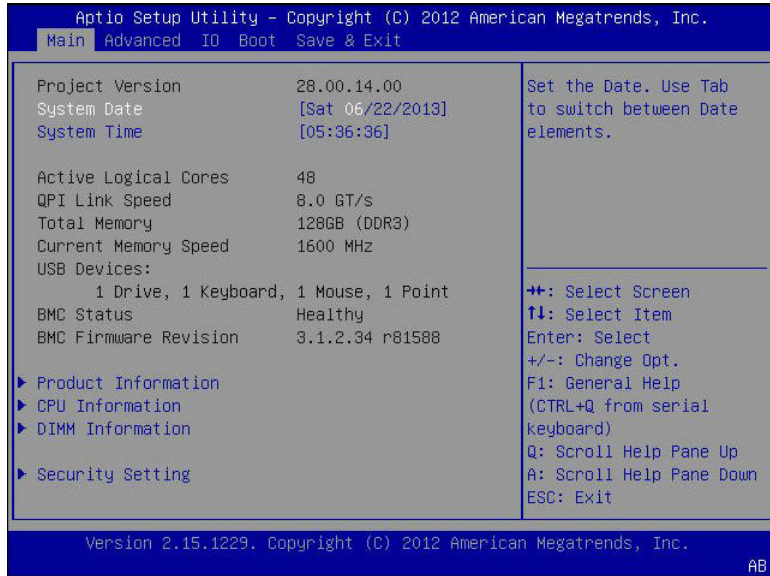 Aptio Setup Utility – Copyright (C) 2012 American Megatrends, Inc.
Main Advanced IO Boot Save & Exit
Project Version 28.00.14.00
System Date [Sat 06/22/2013]
System Time [05:36:36]
Active Logical Cores 48
QPI Link Speed 8.0 GT/s
Total Memory 128GB (DDR3)
Current Memory Speed 1600 MHz
USB Devices:
1 Drive, 1 Keyboard, 1 Mouse, 1 Point
BMC Status Healthy
BMC Firmware Revision 3.1.2.34 r81588
▶ Product Information
▶ CPU Information
▶ DIMM Information
▶ Security Setting
Set the Date. Use Tab
to switch between Date
elements.
→←: Select Screen
↑↓: Select Item
Enter: Select
+/-: Change Opt.
F1: General Help
(CTRL+Q from serial
keyboard)
Q: Scroll Help Pane Up
A: Scroll Help Pane Down
ESC: Exit
Version 2.15.1229. Copyright (C) 2012 American Megatrends, Inc.
AB